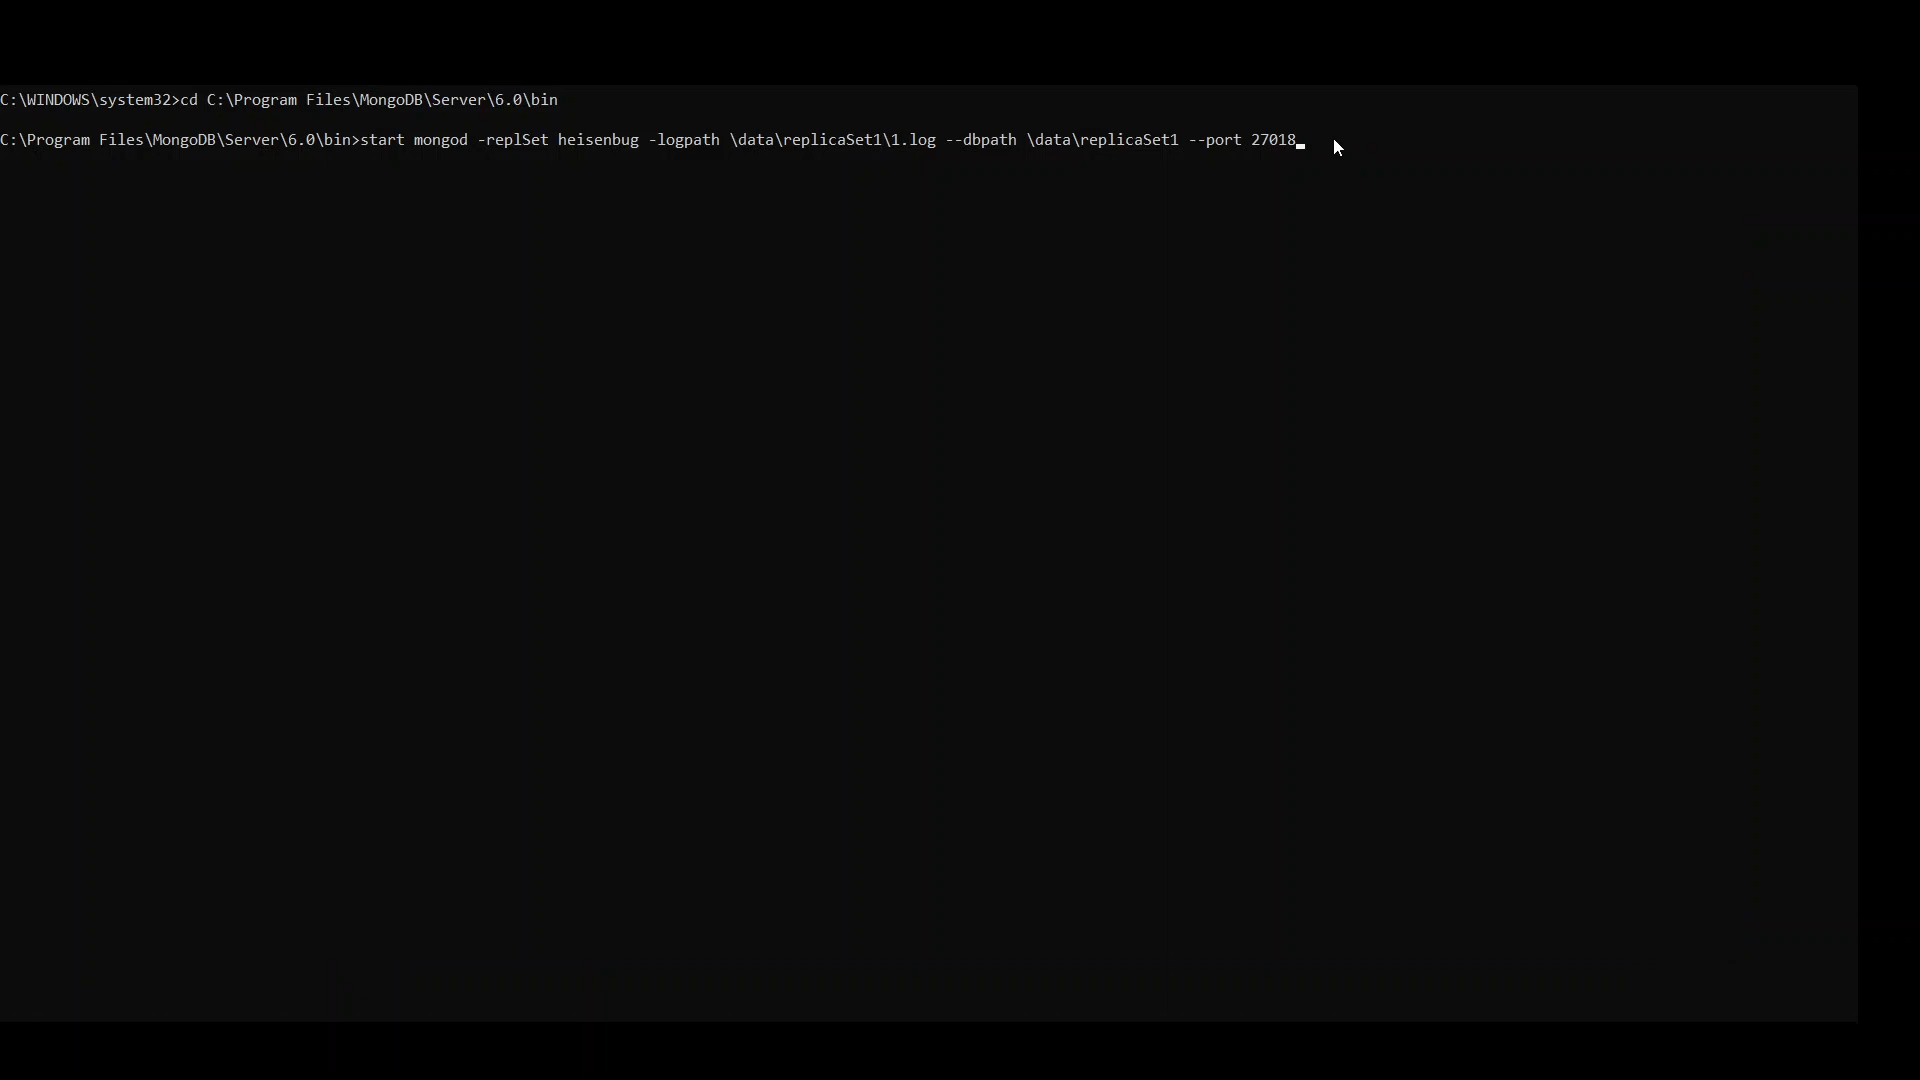 C:\WINDOWS\system32>cd C:\Program Files\MongoDB\Server\6.0\bin
C:\Program Files\MongoDB\Server\6.0\bin>start mongod -replSet heisenbug -logpath \data\replicaSet1\1.log --dbpath \data\replicaSet1 --port 27018